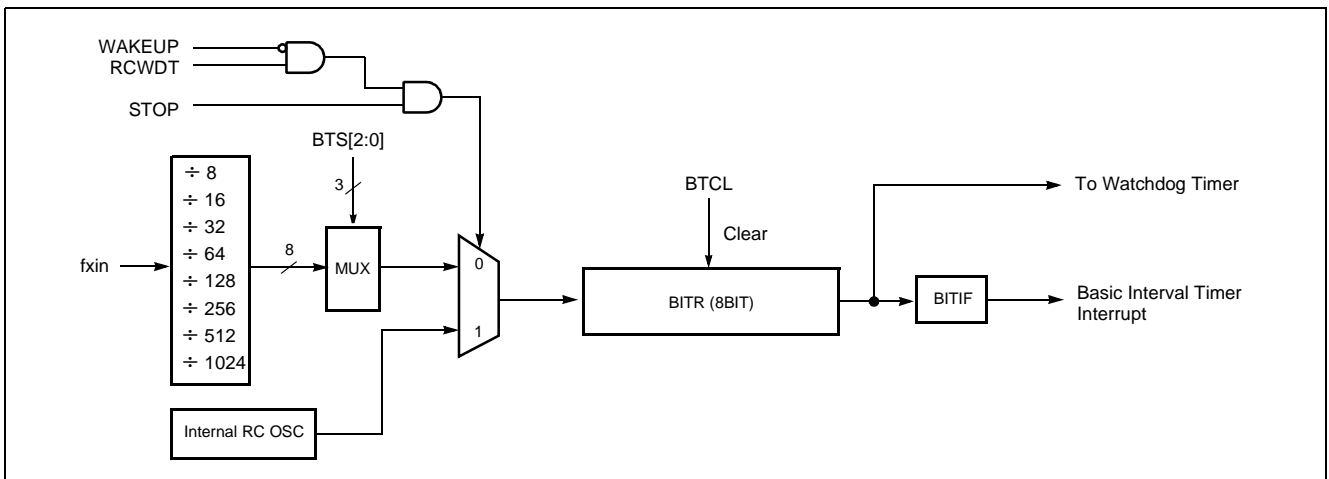 WAKEUP
RCWDT
STOP
BTS[2:0]
3
÷ 8
÷ 16
÷ 32
÷ 64
÷ 128
÷ 256
÷ 512
÷ 1024
fxin
8
MUX
0
1
Internal RC OSC
BTCL
Clear
BITR (8BIT)
To Watchdog Timer
BITIF
Basic Interval Timer
Interrupt